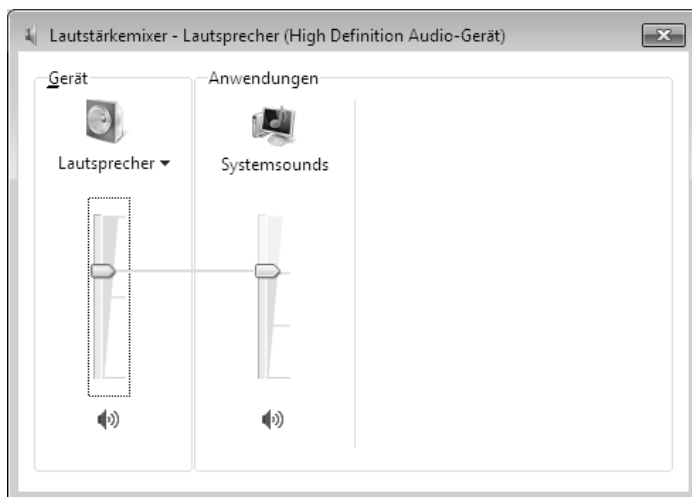 Lautstärkemixer - Lautsprecher (High Definition Audio-Gerät)
Gerät
Anwendungen
Lautsprecher
Systemsounds